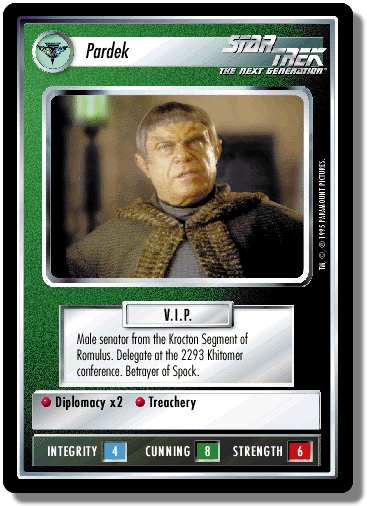 Pardek
STAR TREK
THE NEXT GENERATION®
TM, © ® 1995 PARAMOUNT PICTURES.
V.I.P.
Male senator from the Krocton Segment of
Romulus. Delegate at the 2293 Khitomer
conference. Betrayer of Spock.
Diplomacy x2 Treachery
INTEGRITY 4 CUNNING 8 STRENGTH 6